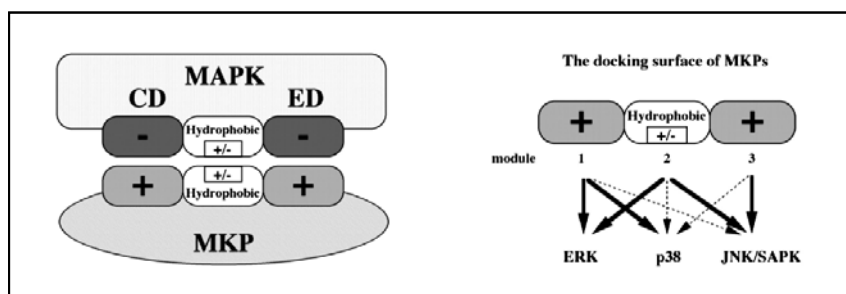 MAPK
CD
ED
-
Hydrophobic
+/-
-
+
+/-
Hydrophobic
+
MKP
The docking surface of MKPs
+
Hydrophobic
+/-
+
module
1
2
3
ERK
p38
JNK/SAPK